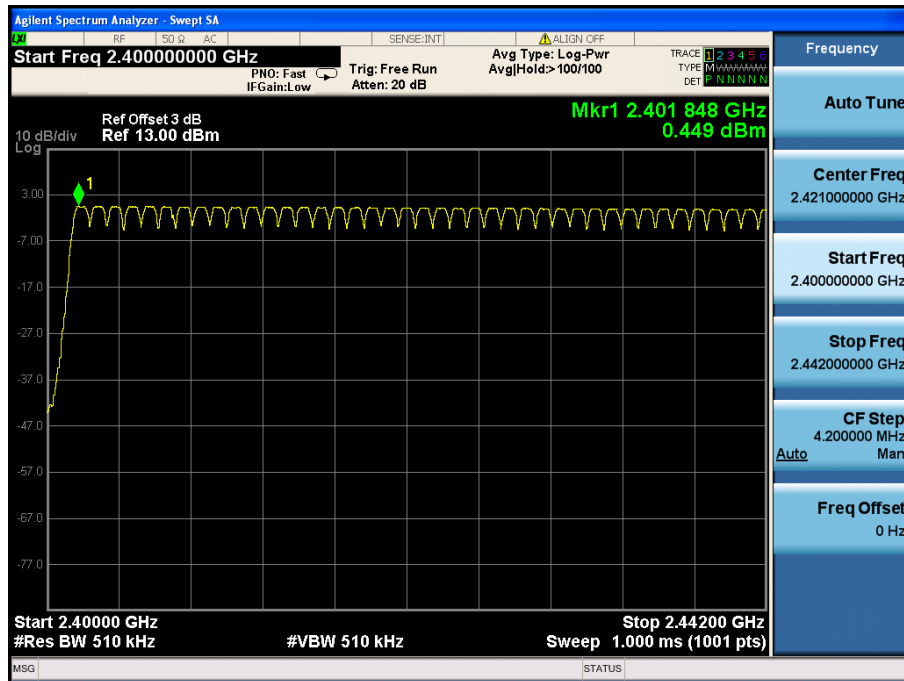 Agilent Spectrum Analyzer - Swept SA
LXI RF 50 Ω AC SENSE:INT ALIGN OFF
Start Freq 2.400000000 GHz
PNO: Fast
IFGain:Low
Trig: Free Run
Atten: 20 dB
Avg Type: Log-Pwr
Avg|Hold:>100/100
TRACE 1 2 3 4 5 6
TYPE M WWWWW
DET P N N N N N
Frequency
Mkr1 2.401 848 GHz
0.449 dBm
Ref Offset 3 dB
Ref 13.00 dBm
10 dB/div
Log
1
3.00
-7.00
-17.0
-27.0
-37.0
-47.0
-57.0
-67.0
-77.0
Start 2.40000 GHz
Stop 2.44200 GHz
#Res BW 510 kHz
#VBW 510 kHz
Sweep 1.000 ms (1001 pts)
Auto Tune
Center Freq
2.421000000 GHz
Start Freq
2.400000000 GHz
Stop Freq
2.442000000 GHz
CF Step
4.200000 MHz
Auto Man
Freq Offset
0 Hz
MSG
STATUS